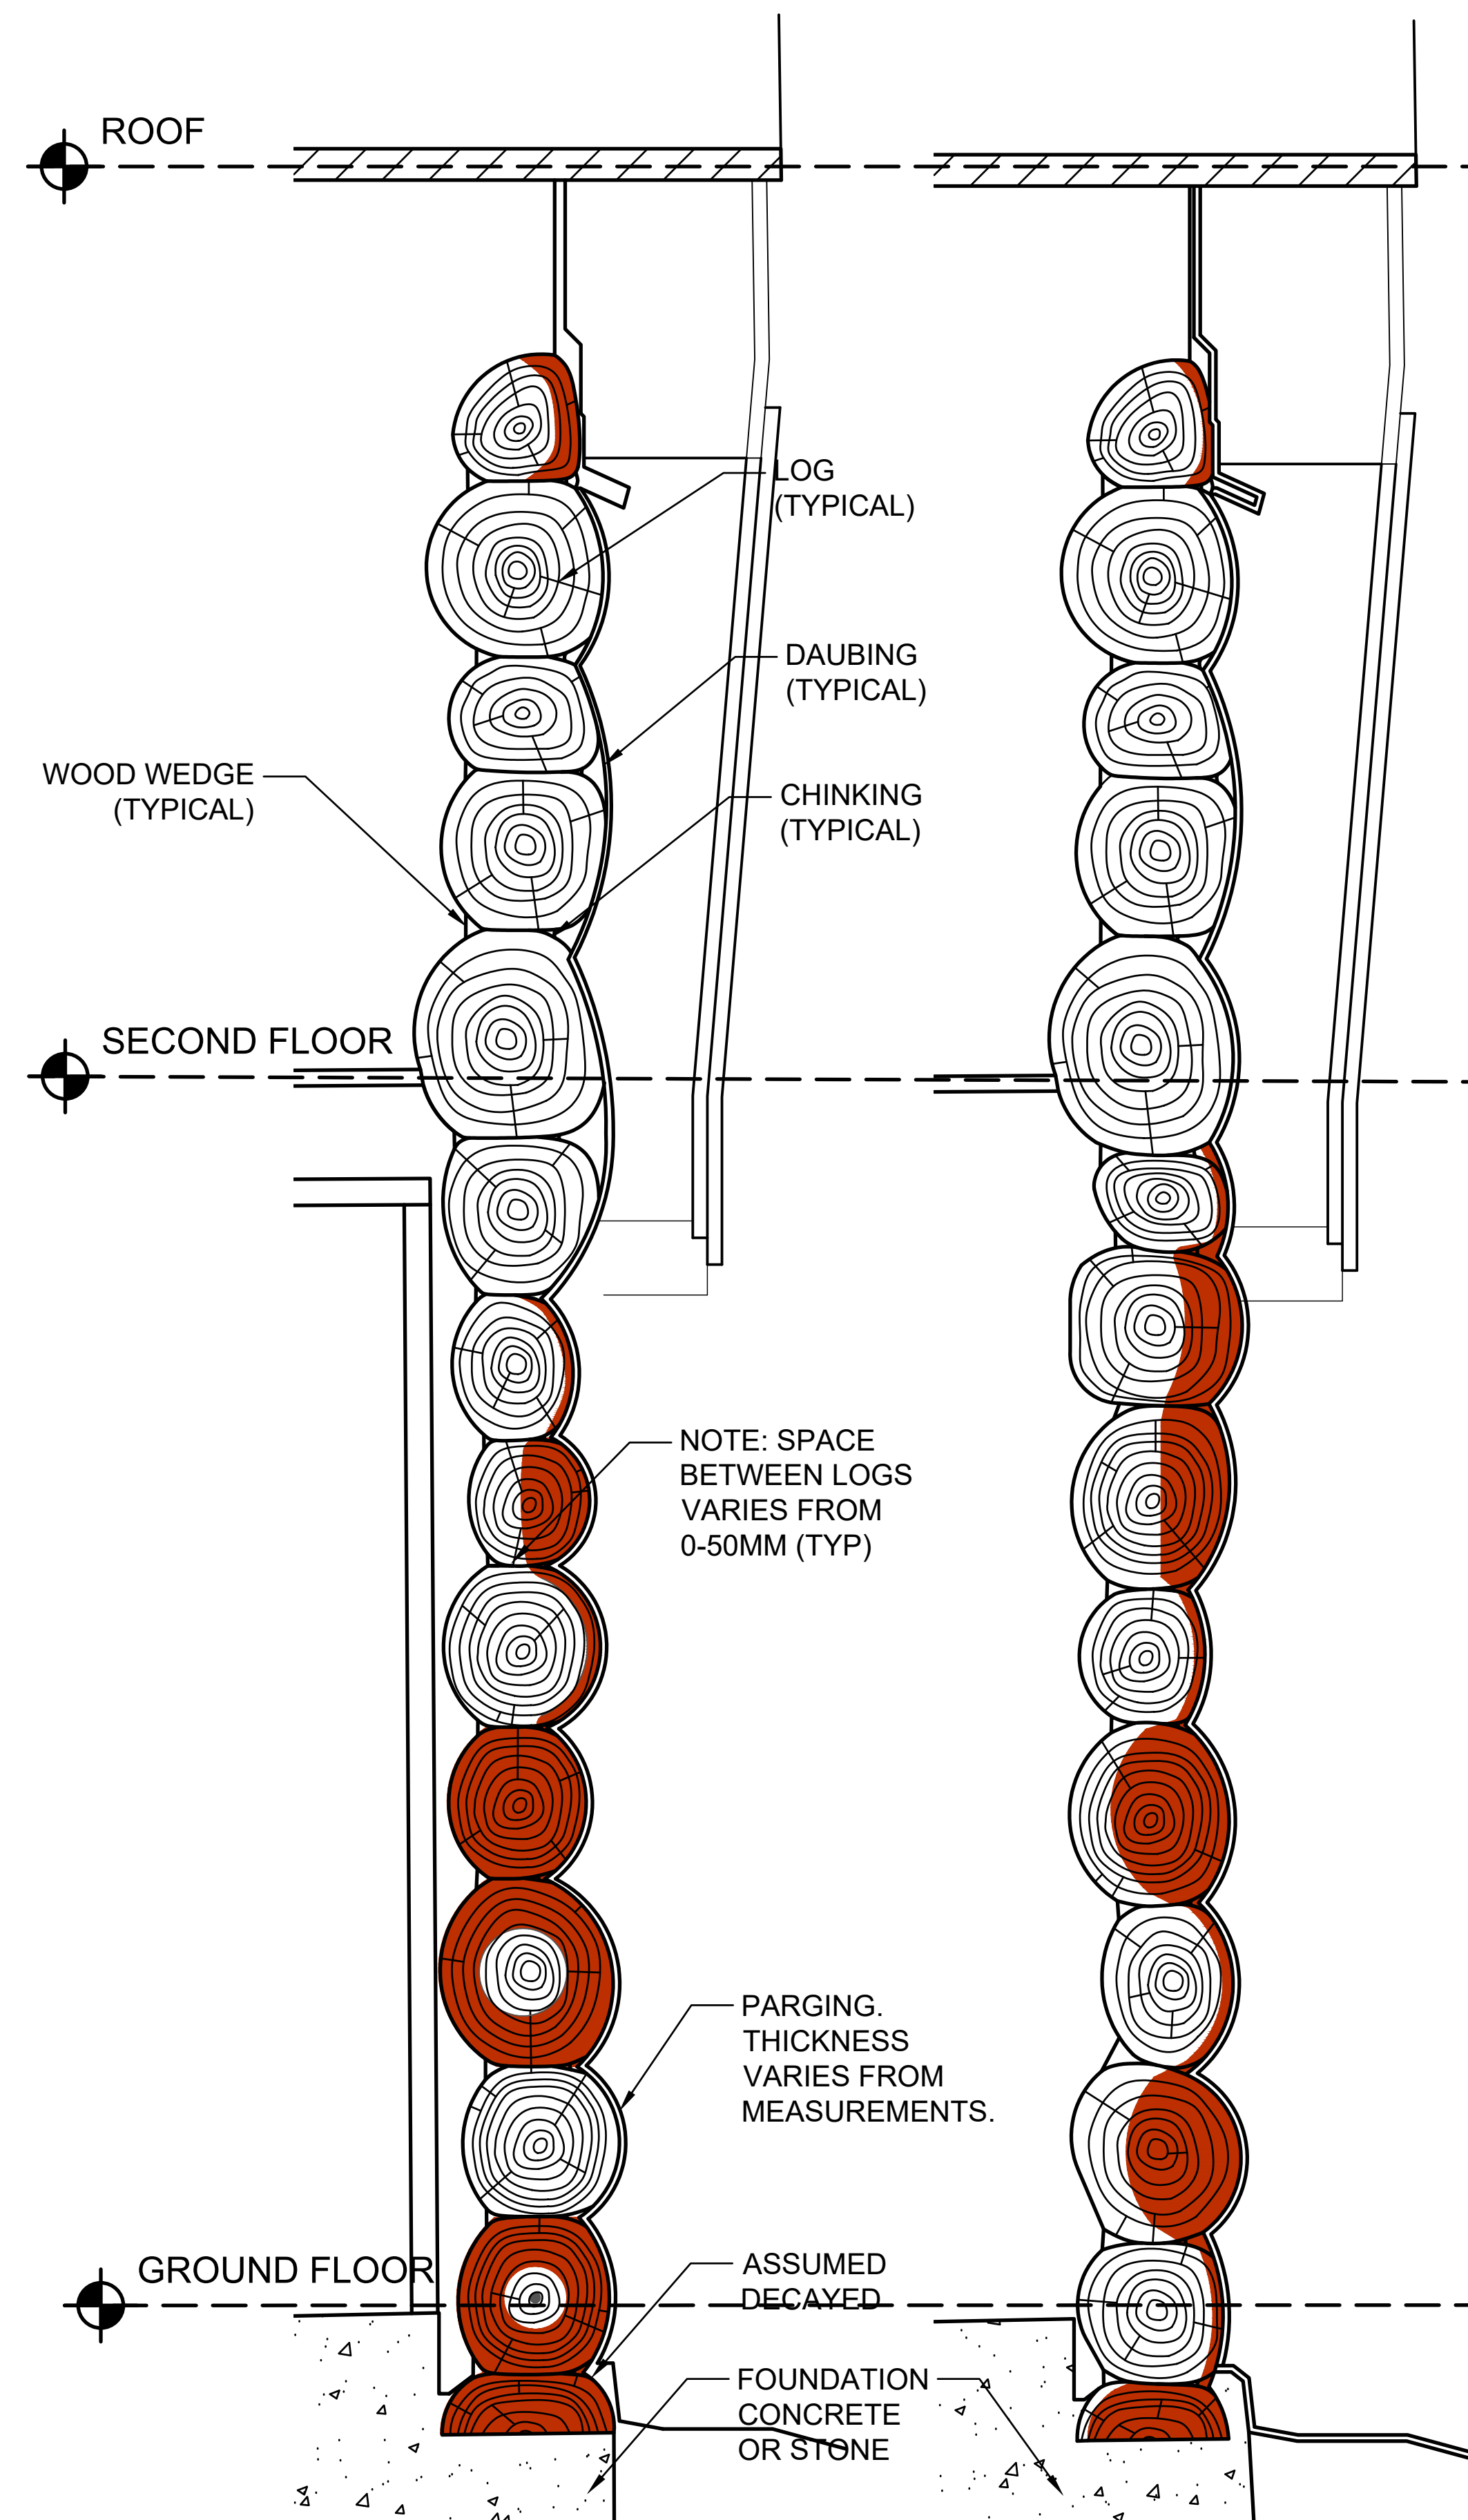 ROOF
LOG
(TYPICAL)
DAUBING
(TYPICAL)
WOOD WEDGE
(TYPICAL)
CHINKING
(TYPICAL)
SECOND FLOOR
NOTE: SPACE
BETWEEN LOGS
VARIES FROM
0-50MM (TYP)
PARGING.
THICKNESS
VARIES FROM
MEASUREMENTS.
GROUND FLOOR
ASSUMED
DECAYED
FOUNDATION
CONCRETE
OR STONE